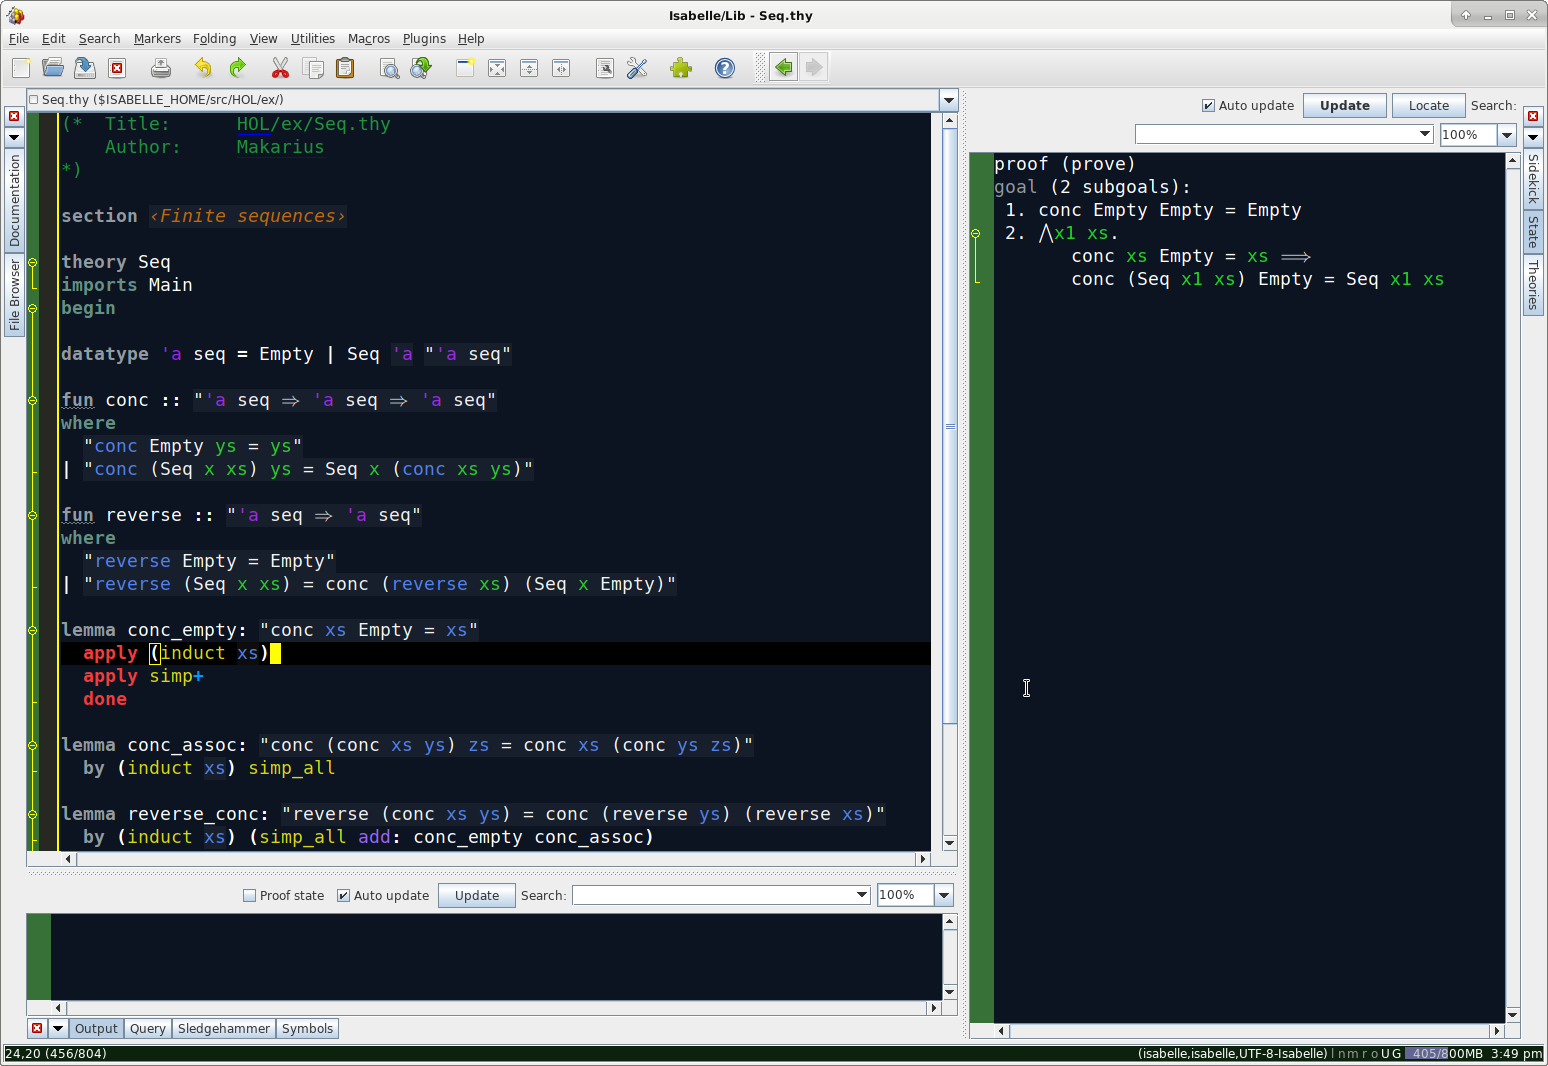 Isabelle/Lib - Seq.thy
File Edit Search Markers Folding View Utilities Macros Plugins Help
Seq.thy ($ISABELLE_HOME/src/HOL/ex/)
(*  Title:      HOL/ex/Seq.thy
    Author:     Makarius
*)
section ‹Finite sequences›
theory Seq
imports Main
begin
datatype 'a seq = Empty | Seq 'a "'a seq"
fun conc :: "'a seq ⇒ 'a seq ⇒ 'a seq"
where
  "conc Empty ys = ys"
| "conc (Seq x xs) ys = Seq x (conc xs ys)"
fun reverse :: "'a seq ⇒ 'a seq"
where
  "reverse Empty = Empty"
| "reverse (Seq x xs) = conc (reverse xs) (Seq x Empty)"
lemma conc_empty: "conc xs Empty = xs"
  apply (induct xs)
  apply simp+
  done
lemma conc_assoc: "conc (conc xs ys) zs = conc xs (conc ys zs)"
  by (induct xs) simp_all
lemma reverse_conc: "reverse (conc xs ys) = conc (reverse ys) (reverse xs)"
  by (induct xs) (simp_all add: conc_empty conc_assoc)
Documentation
File Browser
Auto update Update Locate Search:
100%
proof (prove)
goal (2 subgoals):
 1. conc Empty Empty = Empty
 2. ⋀x1 xs.
       conc xs Empty = xs ⟹
       conc (Seq x1 xs) Empty = Seq x1 xs
Sidekick
State
Theories
Proof state Auto update Update Search: 100%
Output Query Sledgehammer Symbols
24,20 (456/804)
(isabelle,isabelle,UTF-8-Isabelle) l n m r o U G 405/800MB 3:49 pm